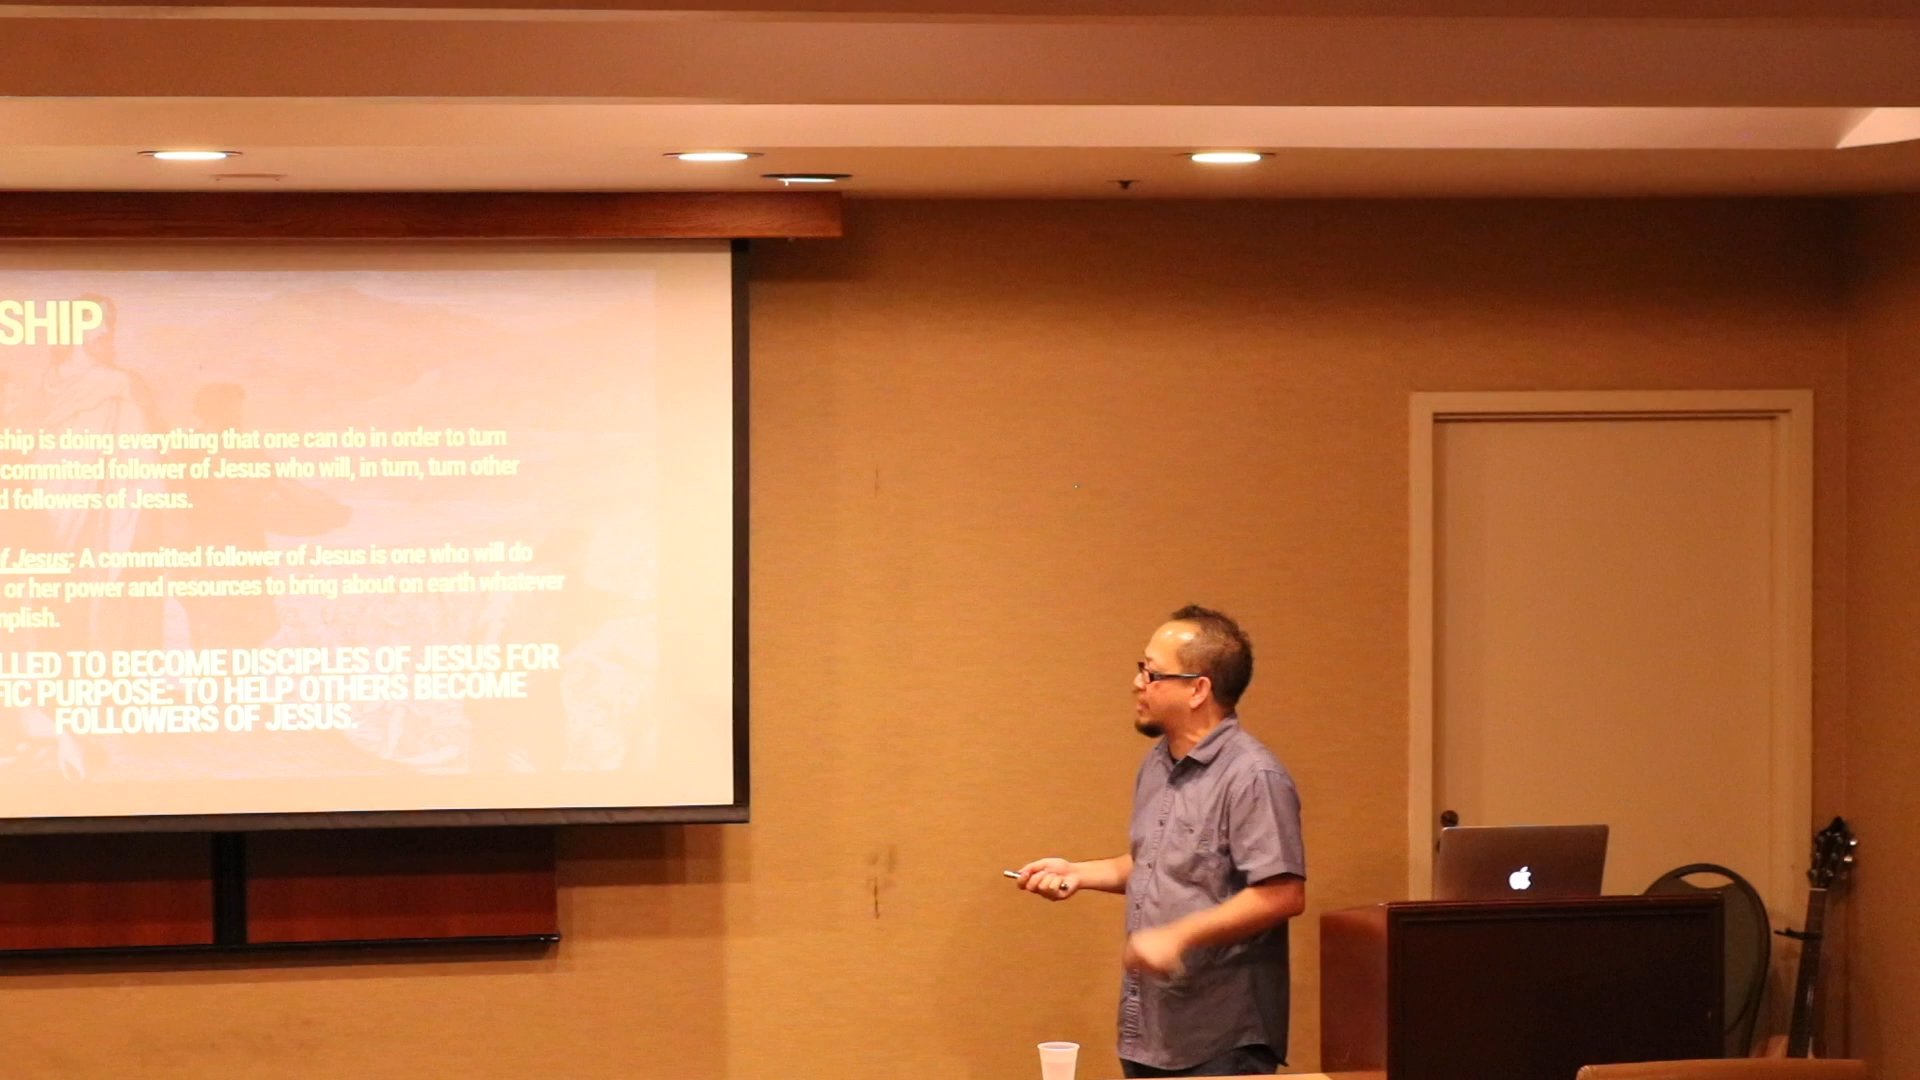 SHIP
ship is doing everything that one can do in order to turn
committed follower of Jesus who will, in turn, turn other
d followers of Jesus.
f Jesus: A committed follower of Jesus is one who will do
or her power and resources to bring about on earth whatever
mplish.
LLED TO BECOME DISCIPLES OF JESUS FOR
FIC PURPOSE: TO HELP OTHERS BECOME
FOLLOWERS OF JESUS.